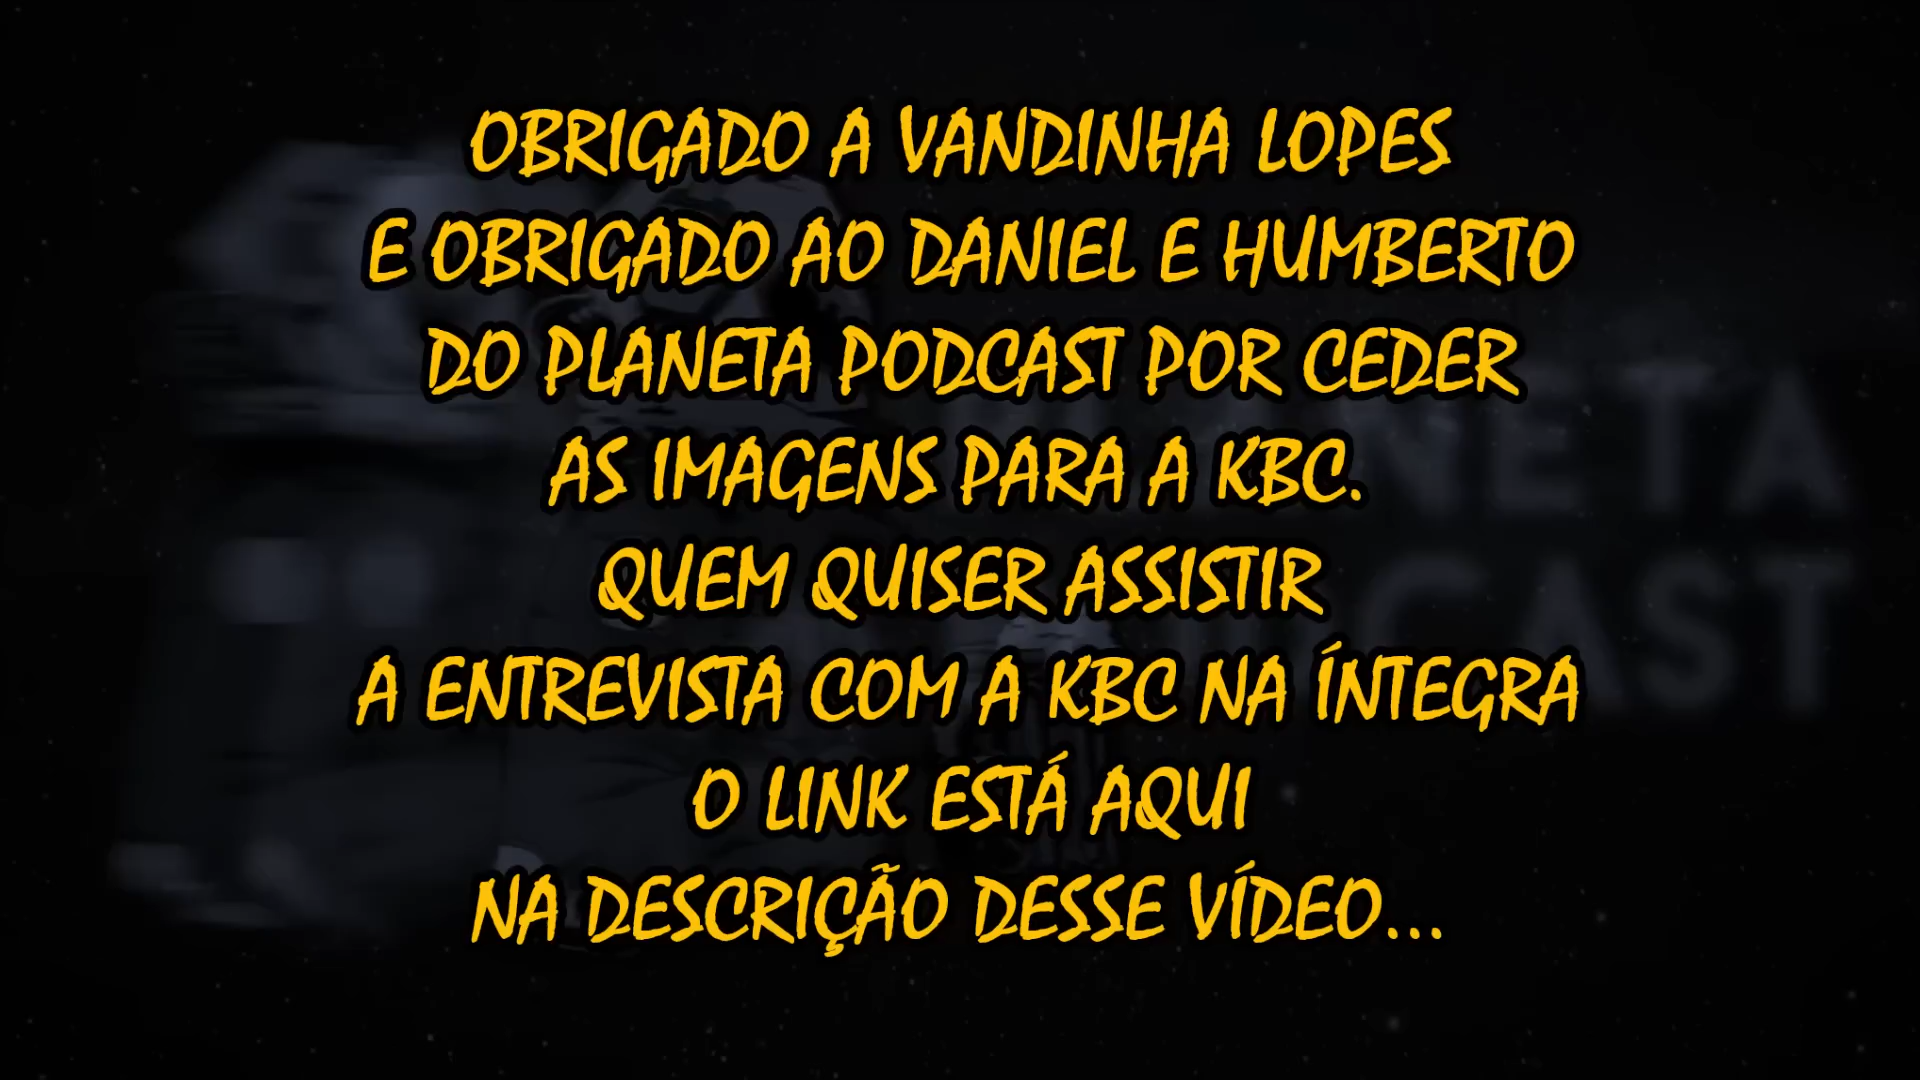 OBRIGADO A VANDINHA LOPES
E OBRIGADO AO DANIEL E HUMBERTO
DO PLANETA PODCAST POR CEDER
AS IMAGENS PARA A KBC.
QUEM QUISER ASSISTIR
A ENTREVISTA COM A KBC NA ÍNTEGRA
O LINK ESTÁ AQUI
NA DESCRIÇÃO DESSE VÍDEO...